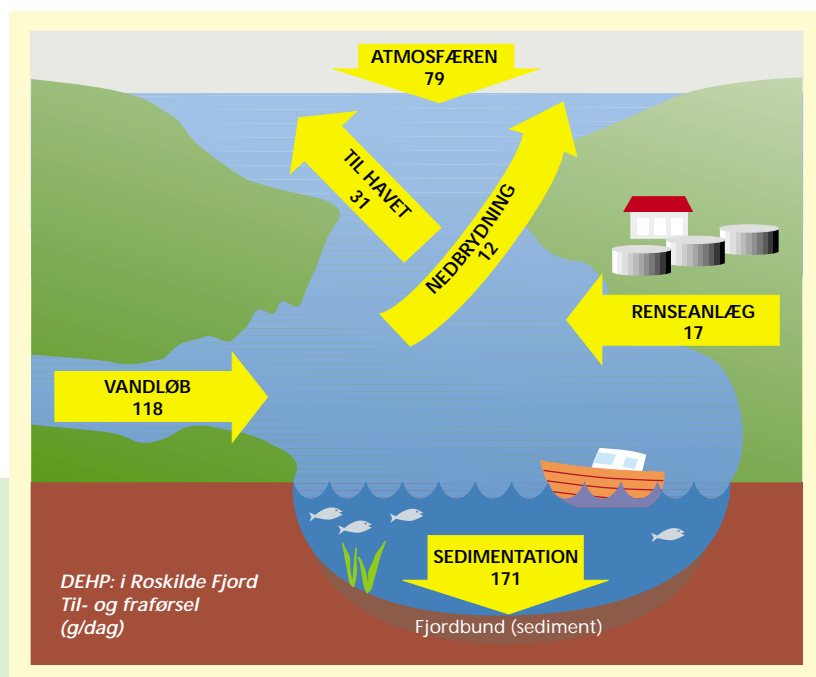 ATMOSFÆREN
79
TIL HAVET
31
NEDBRYDNING
12
RENSEANLÆG
17
VANDLØB
118
SEDIMENTATION
171
DEHP: i Roskilde Fjord
Til- og fraførsel
(g/dag)
Fjordbund (sediment)